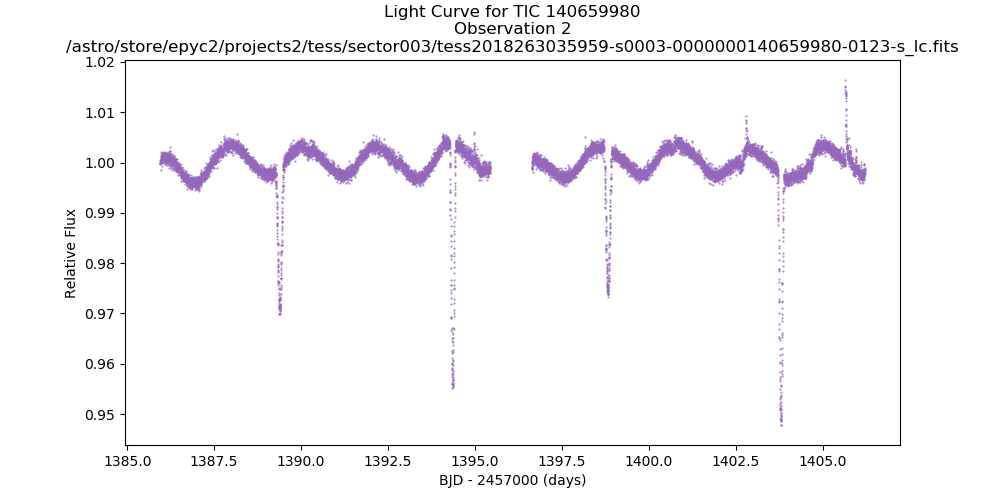 Light Curve for TIC 140659980
Observation 2
/astro/store/epyc2/projects2/tess/sector003/tess2018263035959-s0003-0000000140659980-0123-s_lc.fits
1.02
1.01
1.00
0.99
0.98
0.97
0.96
0.95
Relative Flux
1385.0 1387.5 1390.0 1392.5 1395.0 1397.5 1400.0 1402.5 1405.0
BJD - 2457000 (days)